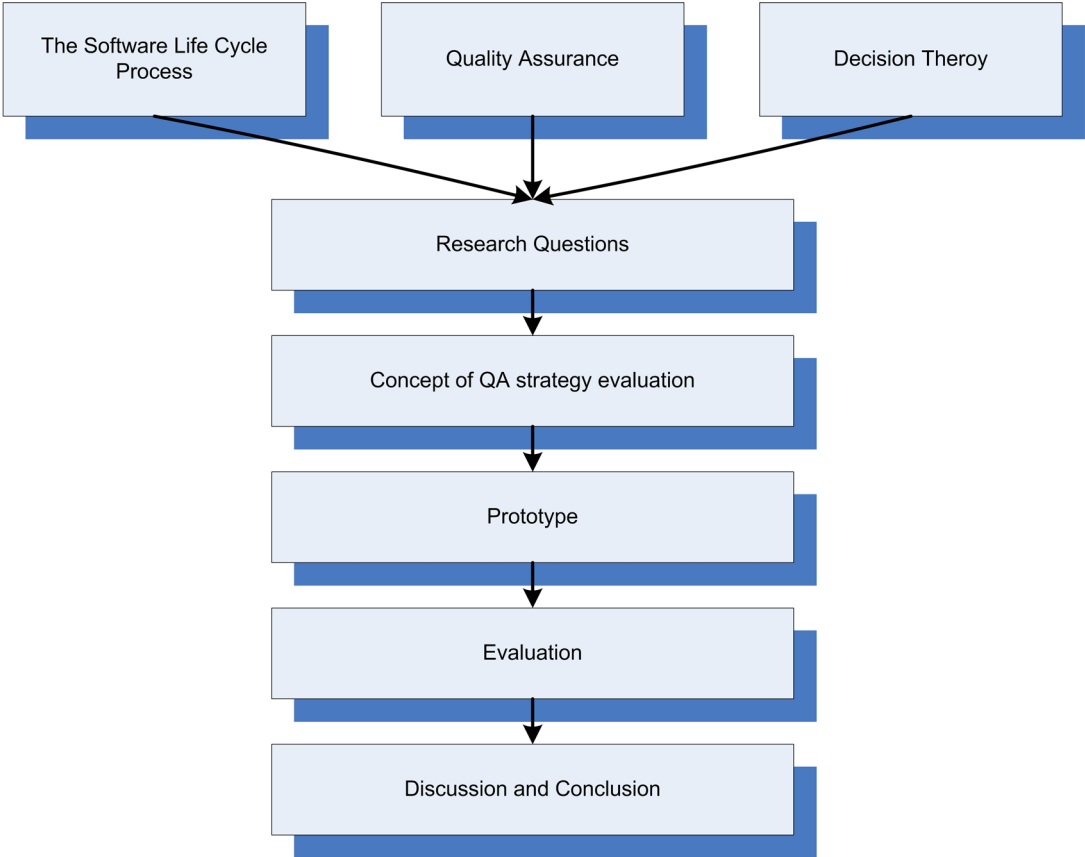 The Software Life Cycle
Process
Quality Assurance
Decision Theroy
Research Questions
Concept of QA strategy evaluation
Prototype
Evaluation
Discussion and Conclusion